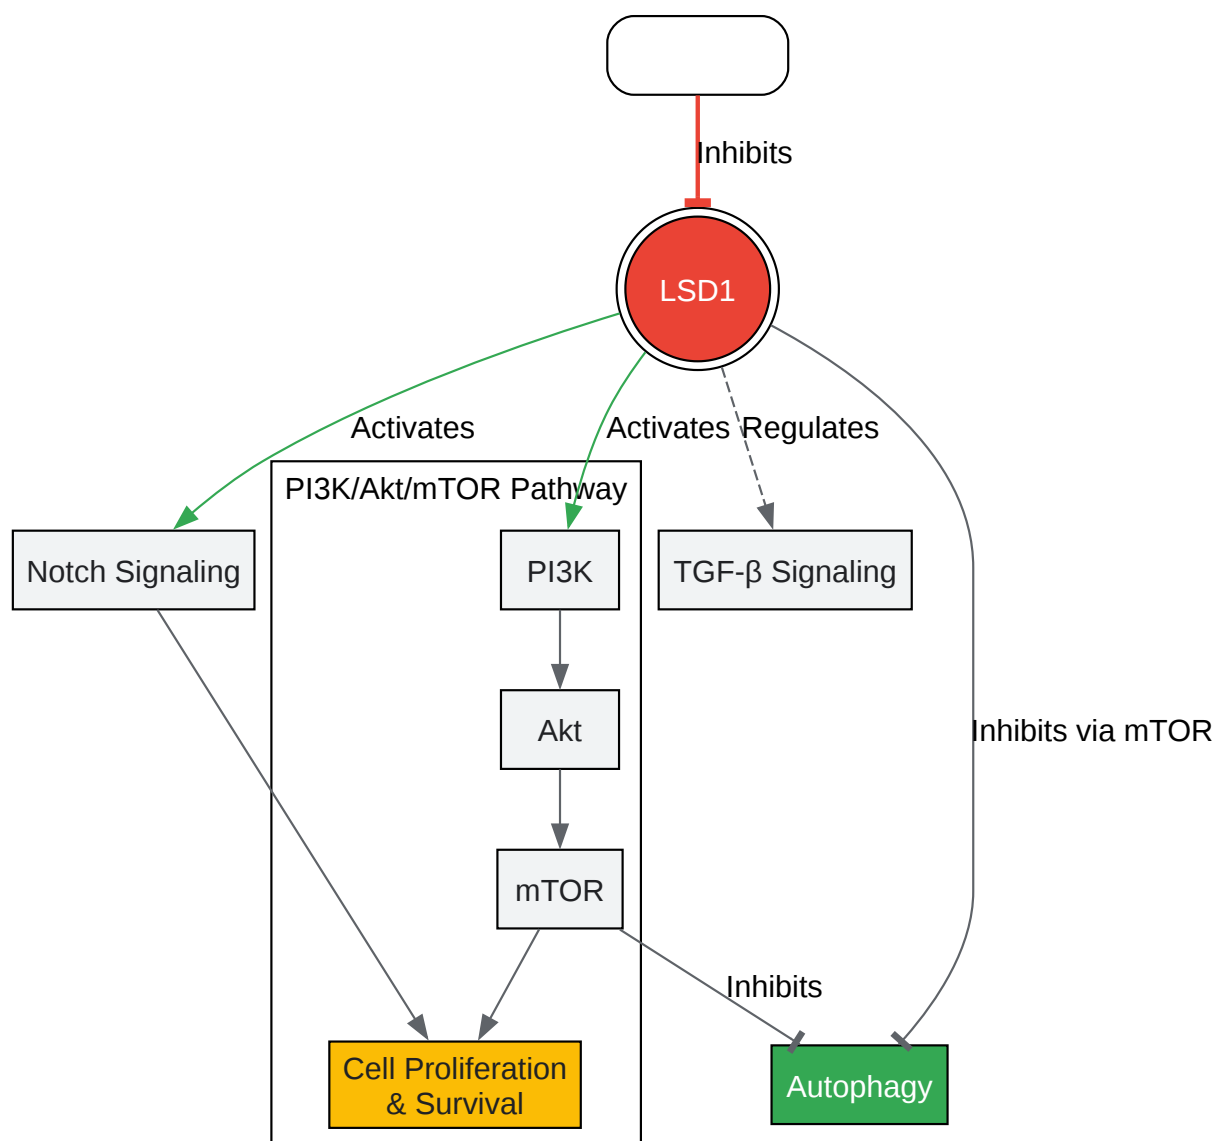 Inhibits
LSD1
Activates
Activates
Regulates
PI3K/Akt/mTOR Pathway
Notch Signaling
PI3K
TGF-β Signaling
Akt
Inhibits via mTOR
mTOR
Inhibits
Cell Proliferation
& Survival
Autophagy